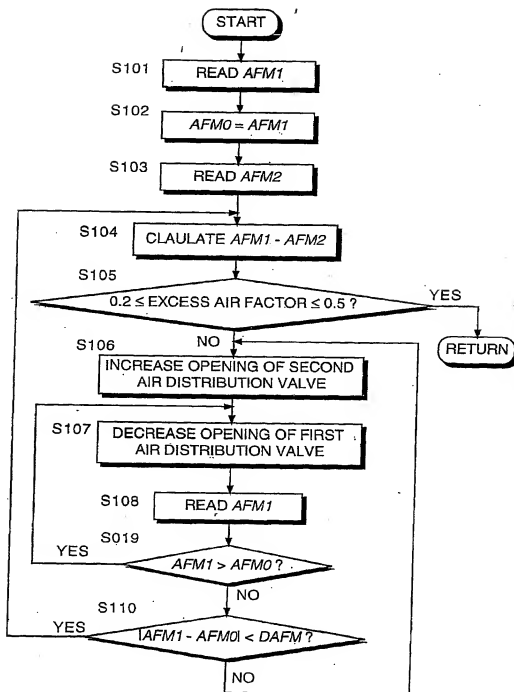 START
S101
READ AFM1
S102
AFM0 = AFM1
S103
READ AFM2
S104
CLAULATE AFM1 - AFM2
S105
0.2 ≤ EXCESS AIR FACTOR ≤ 0.5 ?
YES
NO
RETURN
S106
INCREASE OPENING OF SECOND
AIR DISTRIBUTION VALVE
S107
DECREASE OPENING OF FIRST
AIR DISTRIBUTION VALVE
S108
READ AFM1
S019
YES
AFM1 > AFM0 ?
NO
S110
YES
|AFM1 - AFM0| < DAFM ?
NO